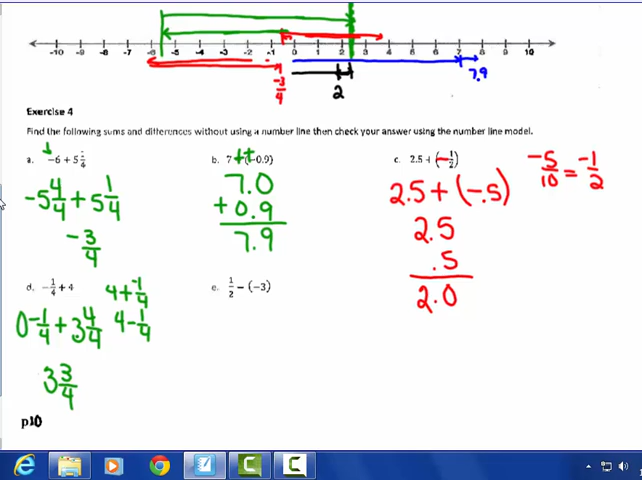 -10 -9 -8 -7 -6 -5 -4 -3 -2 -1 0 1 2 3 4 5 6 7 8 9 10
-3/4
2
7.9
Exercise 4
Find the following sums and differences without using a number line then check your answer using the number line model.
a. -6 + 5 1/4
b. 7 - (-0.9)
c. 2.5 + (-1/2)
-5/10 = -1/2
-5 4/4 + 5 1/4
7.0
2.5 + (-.5)
+ 0.9
2.5
-3/4
7.9
.5
2.0
d. -1/4 + 4
4 + -1/4
e. 1/2 - (-3)
0 -1/4 + 3 4/4
4 - 1/4
3 3/4
p10